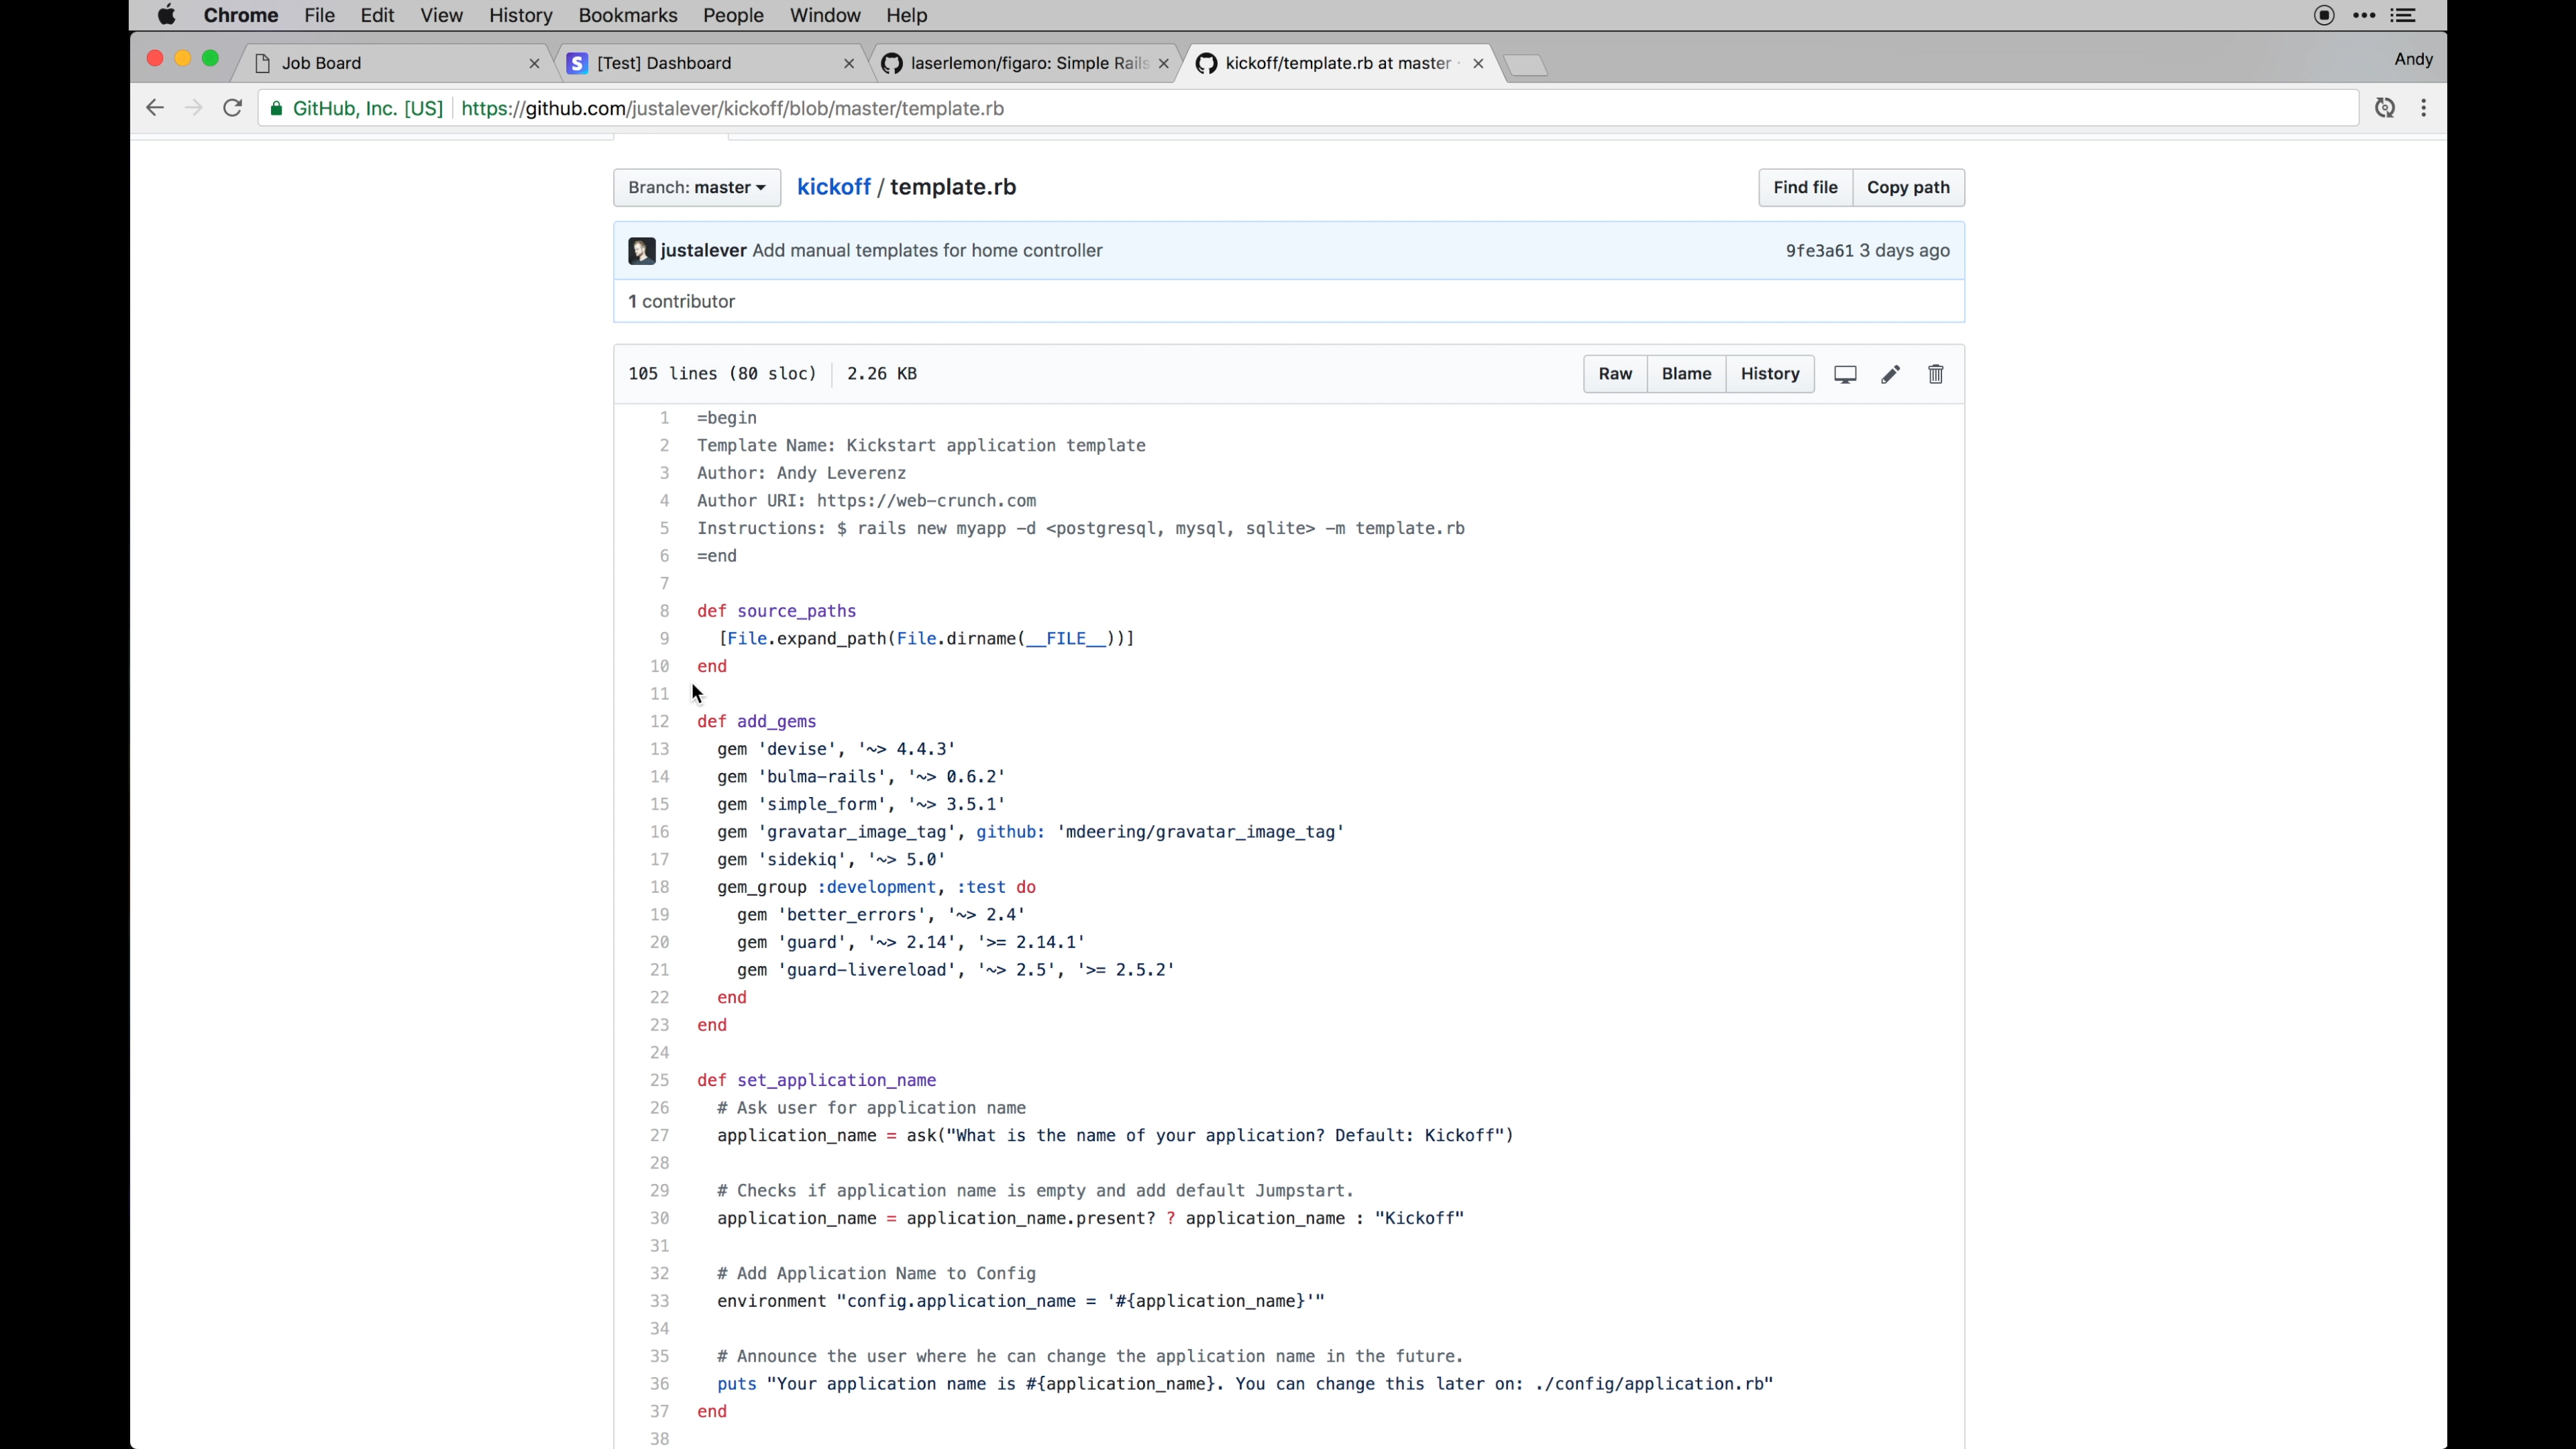 Chrome File Edit View History Bookmarks People Window Help
Job Board
[Test] Dashboard
laserlemon/figaro: Simple Rails
kickoff/template.rb at master ·
Andy
GitHub, Inc. [US] https://github.com/justalever/kickoff/blob/master/template.rb
Branch: master kickoff / template.rb Find file Copy path
justalever Add manual templates for home controller 9fe3a61 3 days ago
1 contributor
105 lines (80 sloc) 2.26 KB Raw Blame History
1 =begin
2 Template Name: Kickstart application template
3 Author: Andy Leverenz
4 Author URI: https://web-crunch.com
5 Instructions: $ rails new myapp -d <postgresql, mysql, sqlite> -m template.rb
6 =end
7
8 def source_paths
9 [File.expand_path(File.dirname(__FILE__))]
10 end
11
12 def add_gems
13 gem 'devise', '~> 4.4.3'
14 gem 'bulma-rails', '~> 0.6.2'
15 gem 'simple_form', '~> 3.5.1'
16 gem 'gravatar_image_tag', github: 'mdeering/gravatar_image_tag'
17 gem 'sidekiq', '~> 5.0'
18 gem_group :development, :test do
19 gem 'better_errors', '~> 2.4'
20 gem 'guard', '~> 2.14', '>= 2.14.1'
21 gem 'guard-livereload', '~> 2.5', '>= 2.5.2'
22 end
23 end
24
25 def set_application_name
26 # Ask user for application name
27 application_name = ask("What is the name of your application? Default: Kickoff")
28
29 # Checks if application name is empty and add default Jumpstart.
30 application_name = application_name.present? ? application_name : "Kickoff"
31
32 # Add Application Name to Config
33 environment "config.application_name = '#{application_name}'"
34
35 # Announce the user where he can change the application name in the future.
36 puts "Your application name is #{application_name}. You can change this later on: ./config/application.rb"
37 end
38